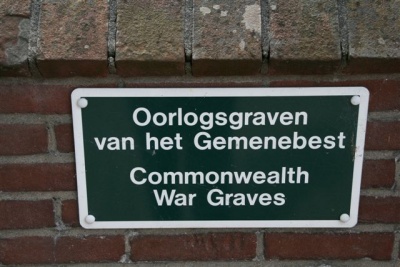 Oorlogsgraven
van het Gemenebest
Commonwealth
War Graves